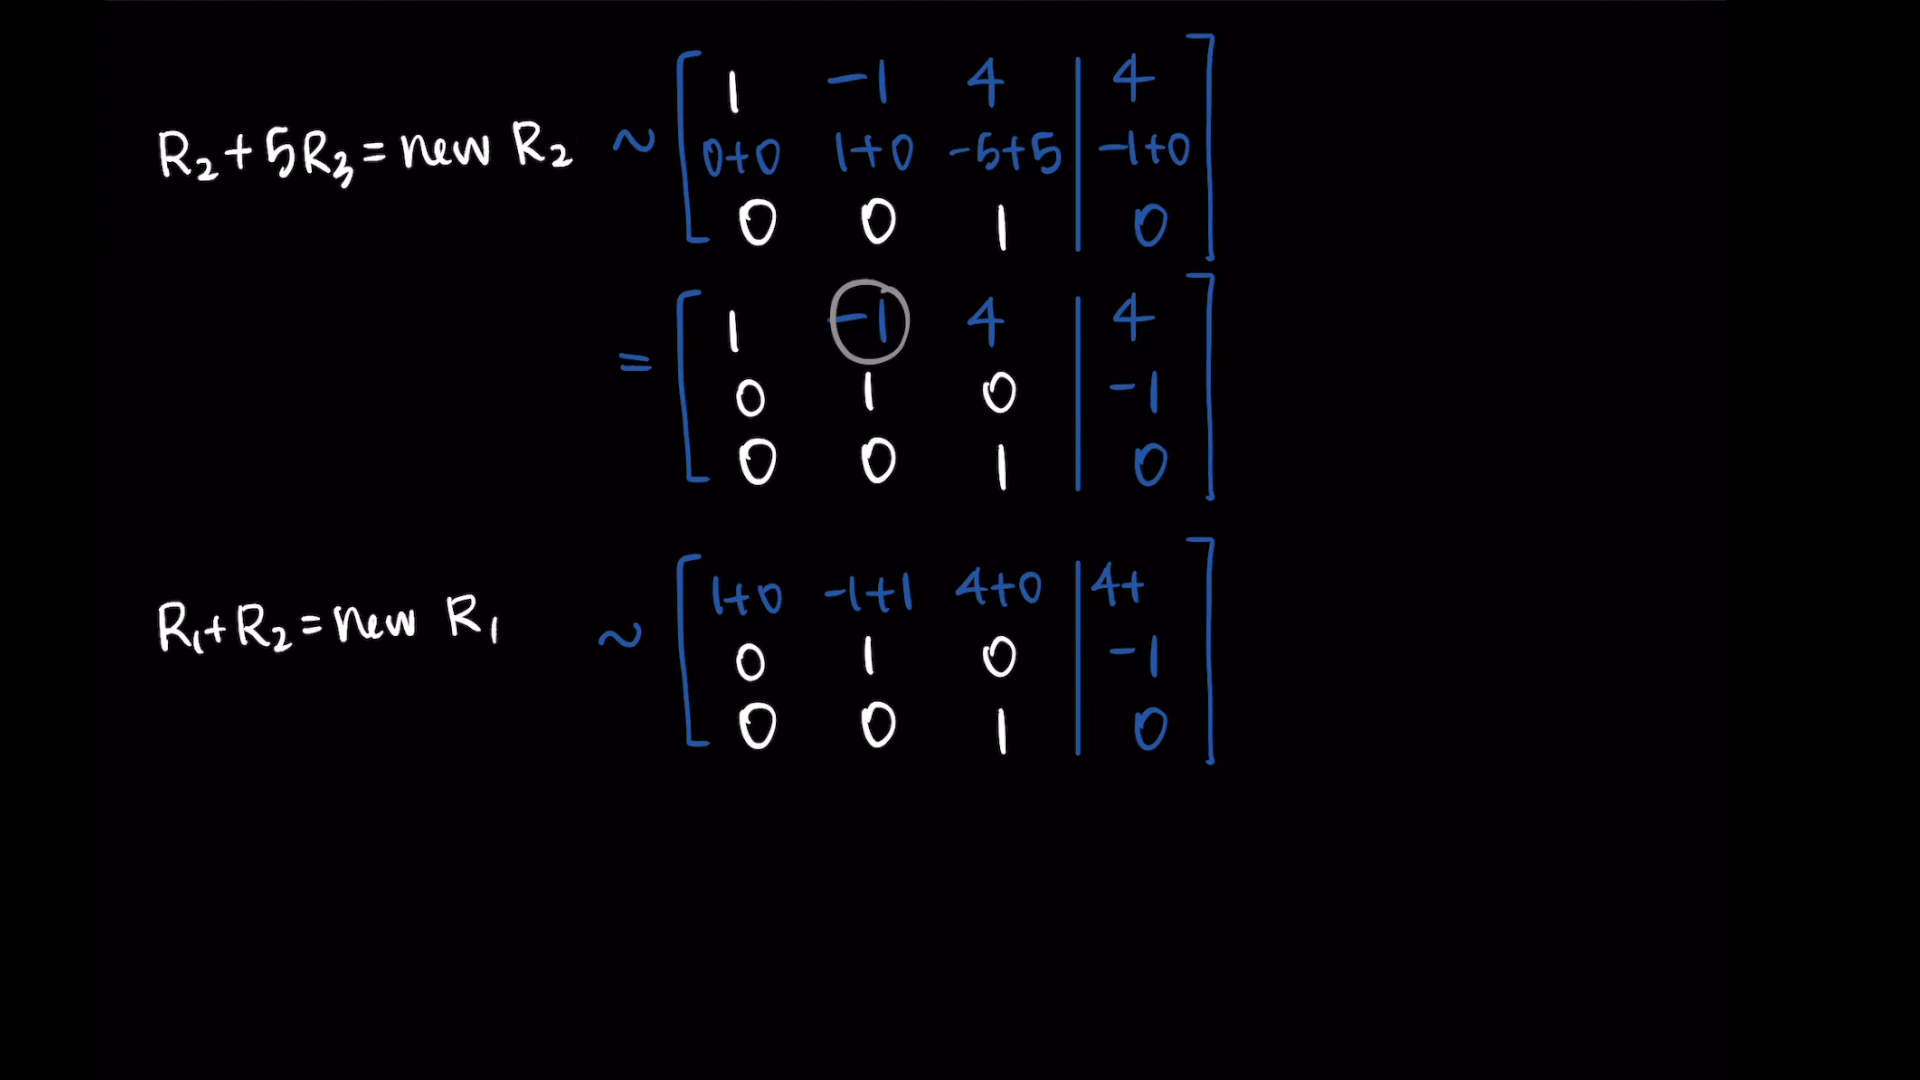 1 -1 4 | 4
R₂+5R₃=new R₂ ~ 0+0 1+0 -5+5 | -1+0
0 0 1 | 0
1 -1 4 | 4
= 0 1 0 | -1
0 0 1 | 0
1+0 -1+1 4+0 | 4+
R₁+R₂=new R₁ ~ 0 1 0 | -1
0 0 1 | 0